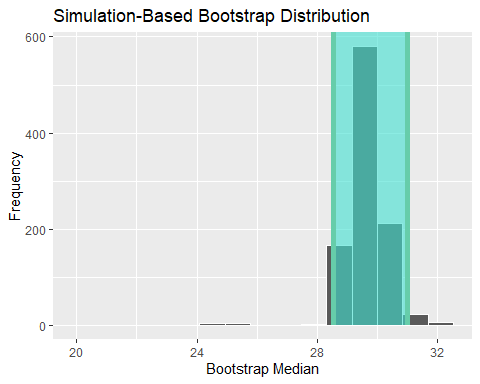 Simulation-Based Bootstrap Distribution
600
400
200
0
Frequency
20 24 28 32
Bootstrap Median